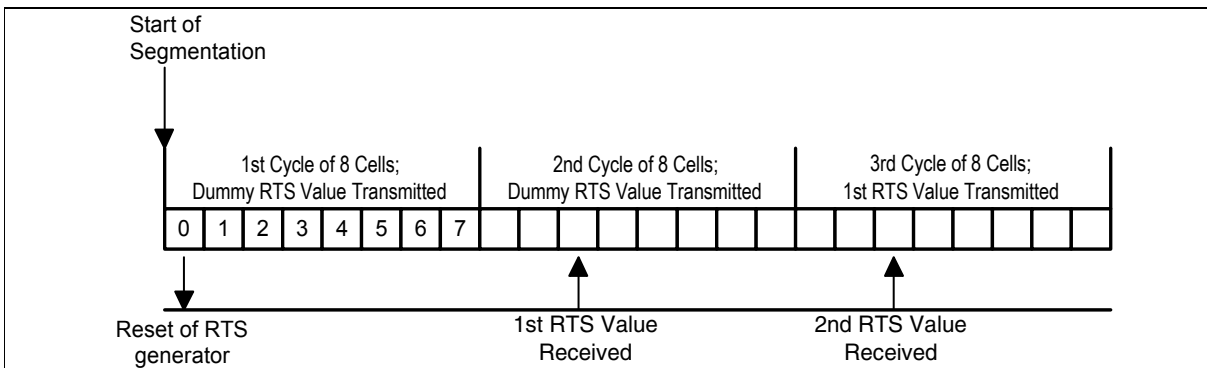 Start of
Segmentation
1st Cycle of 8 Cells;
Dummy RTS Value Transmitted
2nd Cycle of 8 Cells;
Dummy RTS Value Transmitted
3rd Cycle of 8 Cells;
1st RTS Value Transmitted
0 1 2 3 4 5 6 7
Reset of RTS
generator
1st RTS Value
Received
2nd RTS Value
Received